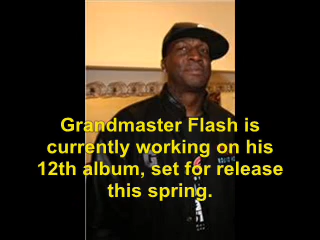 Grandmaster Flash is
currently working on his
12th album, set for release
this spring.